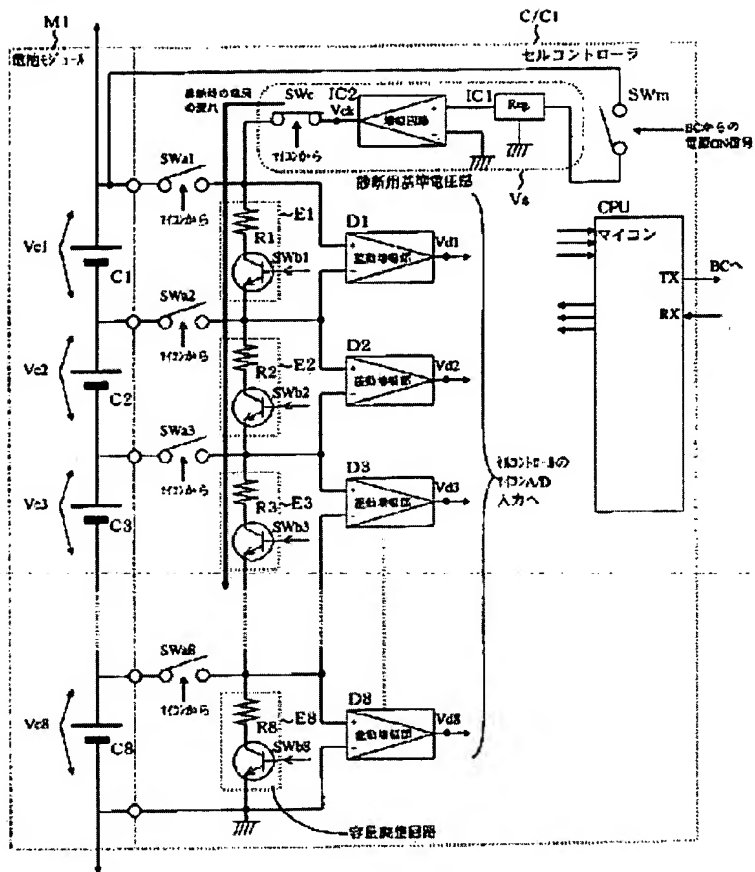 M1
C/C1
電池モジュール
セルコントローラ
診断時の電流の流れ
SWc
IC2
Vck
増幅回路
IC1
Reg.
SWm
BCからの
電源ON信号
マイコンから
診断用基準電圧部
Vs
SWa1
マイコンから
E1
R1
SWb1
D1
差動増幅部
Vd1
CPU
マイコン
TX
BCへ
RX
Vc1
C1
SWa2
マイコンから
E2
R2
SWb2
D2
差動増幅部
Vd2
Vc2
C2
SWa3
マイコンから
E3
R3
SWb3
D3
差動増幅部
Vd3
セルコントロールの
マイコンA/D
入力へ
Vc3
C3
SWa8
マイコンから
E8
R8
SWb8
D8
差動増幅部
Vd8
Vc8
C8
容量調整回路